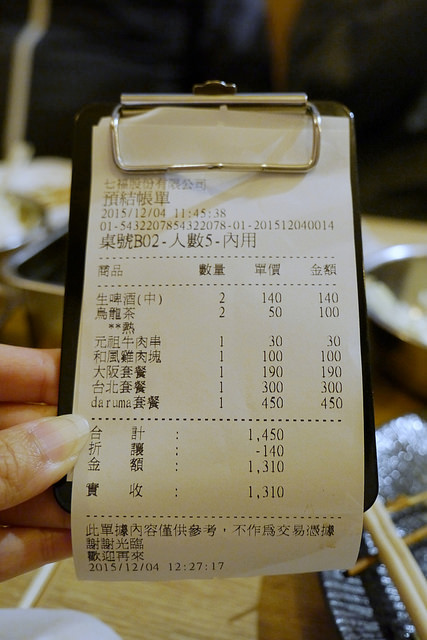 七福股份有限公司
預結帳單
2015/12/04 11:45:38
01-5432207854322078-01-201512040014
桌號B02-人數5-內用
商品 數量 單價 金額
生啤酒(中) 2 140 140
烏龍茶 2 50 100
**熱
元祖牛肉串 1 30 30
和風雞肉塊 1 100 100
大阪套餐 1 190 190
台北套餐 1 300 300
daruma套餐 1 450 450
合 計 : 1,450
折 讓 : -140
金 額 : 1,310
實 收 : 1,310
此單據內容僅供參考，不作為交易憑據
謝謝光臨
歡迎再來
2015/12/04 12:27:17